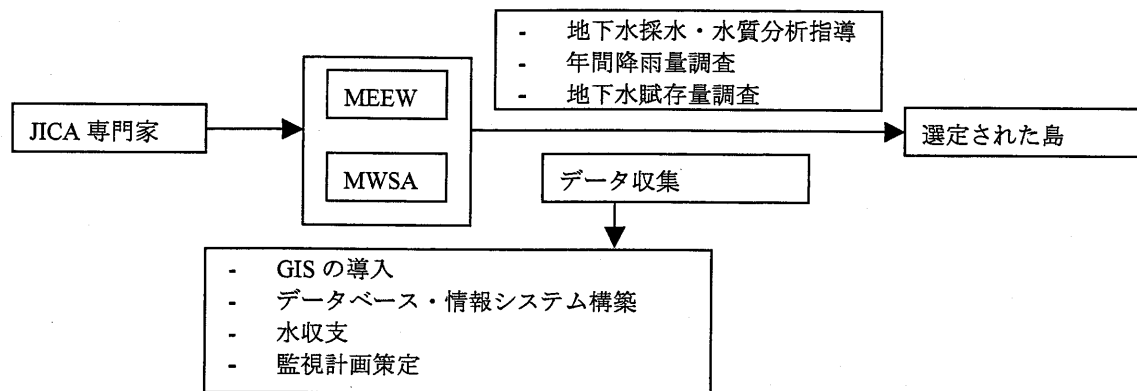 - 地下水採水・水質分析指導
- 年間降雨量調査
- 地下水賦存量調査
MEEW
JICA 専門家
選定された島
MWSA
データ収集
- GIS の導入
- データベース・情報システム構築
- 水収支
- 監視計画策定